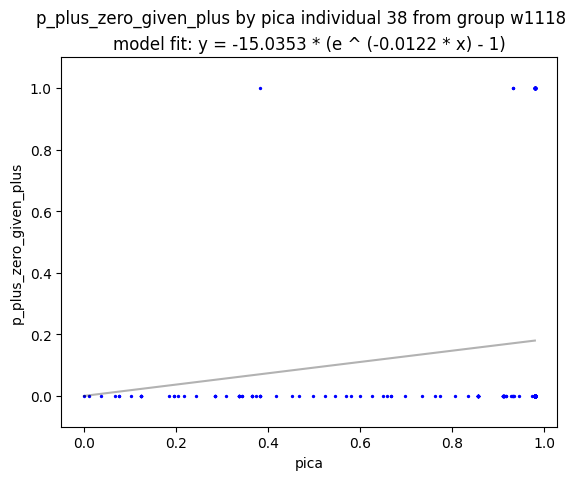 p_plus_zero_given_plus by pica individual 38 from group w1118
model fit: y = -15.0353 * (e ^ (-0.0122 * x) - 1)
1.0
0.8
0.6
0.4
0.2
0.0
p_plus_zero_given_plus
0.0 0.2 0.4 0.6 0.8 1.0
pica